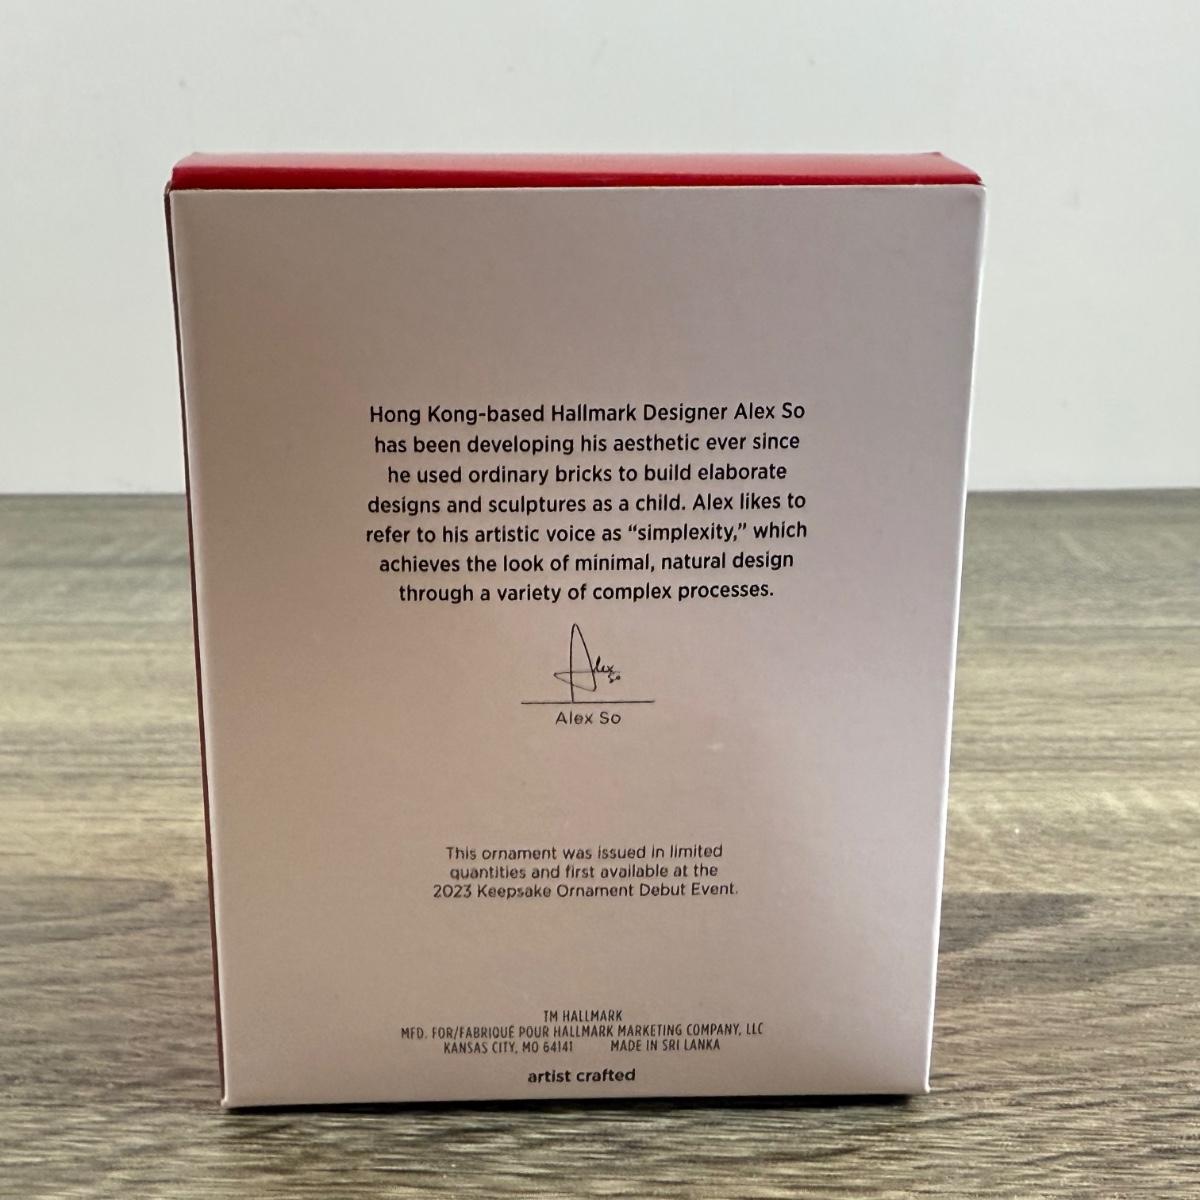 Hong Kong-based Hallmark Designer Alex So
has been developing his aesthetic ever since
he used ordinary bricks to build elaborate
designs and sculptures as a child. Alex likes to
refer to his artistic voice as “simplexity,” which
achieves the look of minimal, natural design
through a variety of complex processes.
Alex
So
Alex So
This ornament was issued in limited
quantities and first available at the
2023 Keepsake Ornament Debut Event.
TM HALLMARK
MFD. FOR/FABRIQUÉ POUR HALLMARK MARKETING COMPANY, LLC
KANSAS CITY, MO 64141 MADE IN SRI LANKA
artist crafted